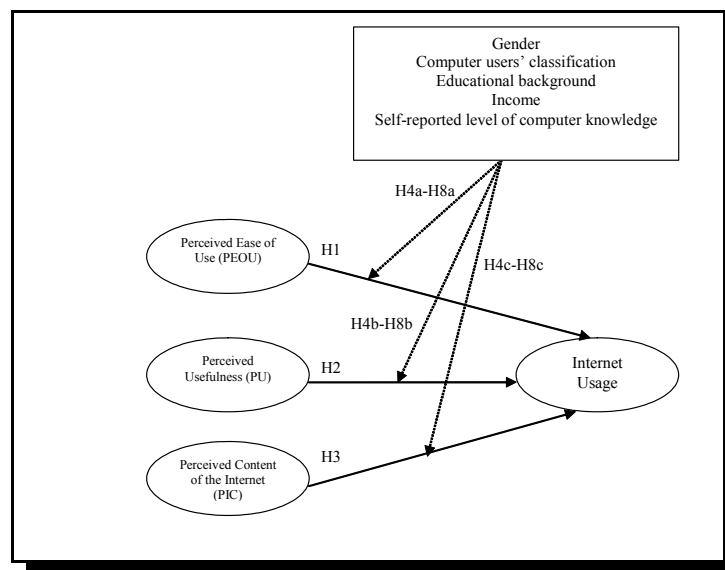 Gender
Computer users’ classification
Educational background
Income
Self-reported level of computer knowledge
H4a-H8a
Perceived Ease of
Use (PEOU)
H1
H4c-H8c
H4b-H8b
Perceived
Usefulness (PU)
H2
Internet
Usage
Perceived Content
of the Internet
(PIC)
H3